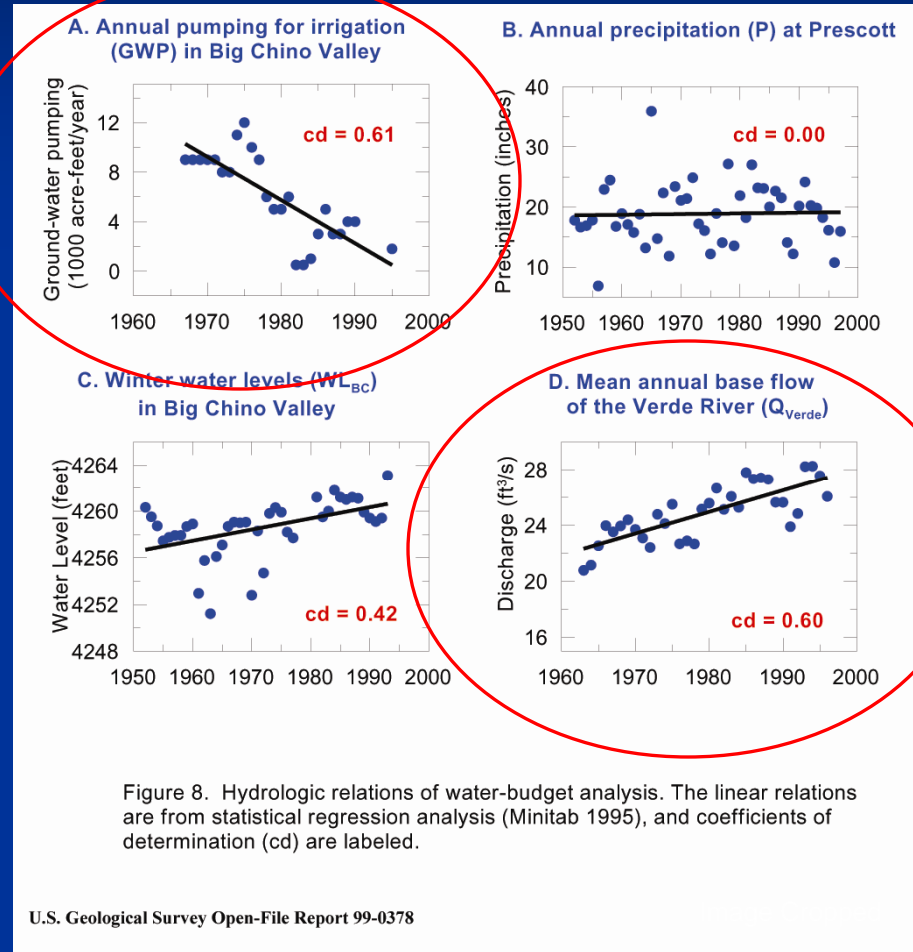 A. Annual pumping for irrigation
(GWP) in Big Chino Valley
Ground-water pumping
(1000 acre-feet/year)
12
8
4
0
cd = 0.61
1960 1970 1980 1990 2000
B. Annual precipitation (P) at Prescott
Precipitation (inches)
40
30
20
10
cd = 0.00
1950 1960 1970 1980 1990 2000
C. Winter water levels (WLBC)
in Big Chino Valley
Water Level (feet)
4264
4260
4256
4252
4248
cd = 0.42
1950 1960 1970 1980 1990 2000
D. Mean annual base flow
of the Verde River (QVerde)
Discharge (ft³/s)
28
24
20
16
cd = 0.60
1960 1970 1980 1990 2000
Figure 8. Hydrologic relations of water-budget analysis. The linear relations
are from statistical regression analysis (Minitab 1995), and coefficients of
determination (cd) are labeled.
U.S. Geological Survey Open-File Report 99-0378